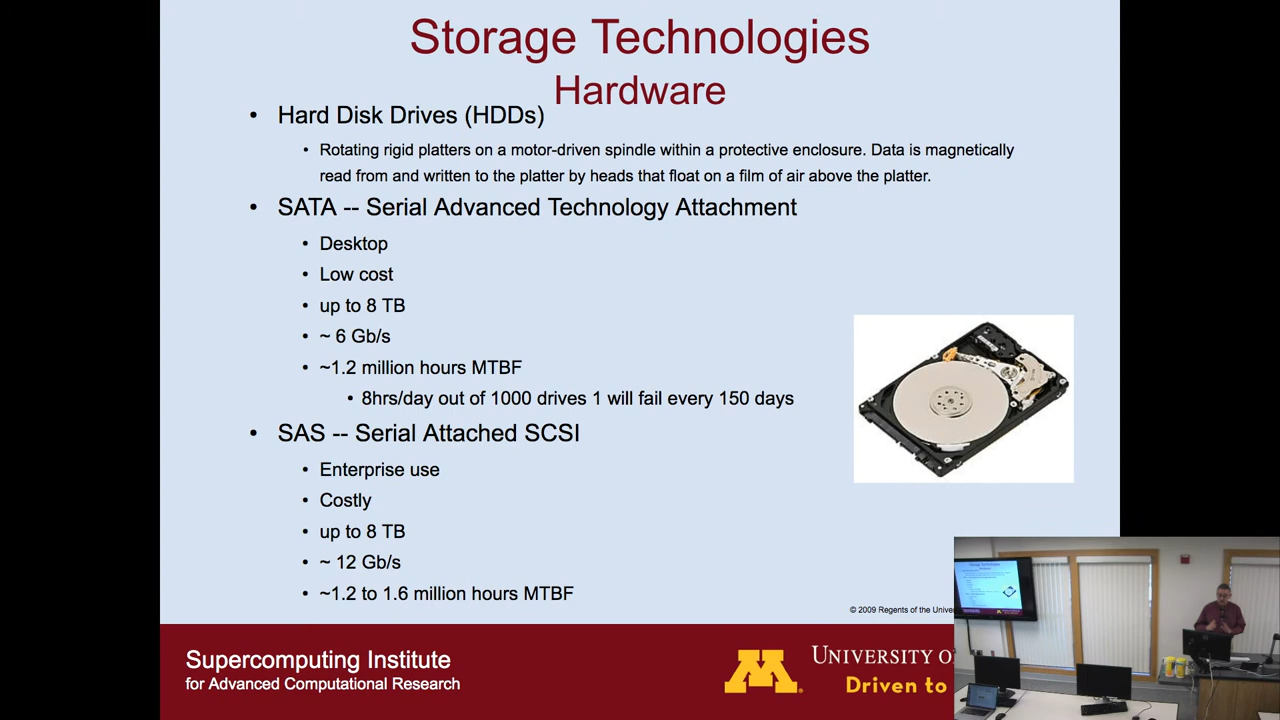 Storage Technologies
Hardware
• Hard Disk Drives (HDDs)
• Rotating rigid platters on a motor-driven spindle within a protective enclosure. Data is magnetically
read from and written to the platter by heads that float on a film of air above the platter.
• SATA -- Serial Advanced Technology Attachment
• Desktop
• Low cost
• up to 8 TB
• ~ 6 Gb/s
• ~1.2 million hours MTBF
• 8hrs/day out of 1000 drives 1 will fail every 150 days
• SAS -- Serial Attached SCSI
• Enterprise use
• Costly
• up to 8 TB
• ~ 12 Gb/s
• ~1.2 to 1.6 million hours MTBF
© 2009 Regents of the
Supercomputing Institute
for Advanced Computational Research
M
UNIVERSITY
Driven to
Storage Technologies
Hardware